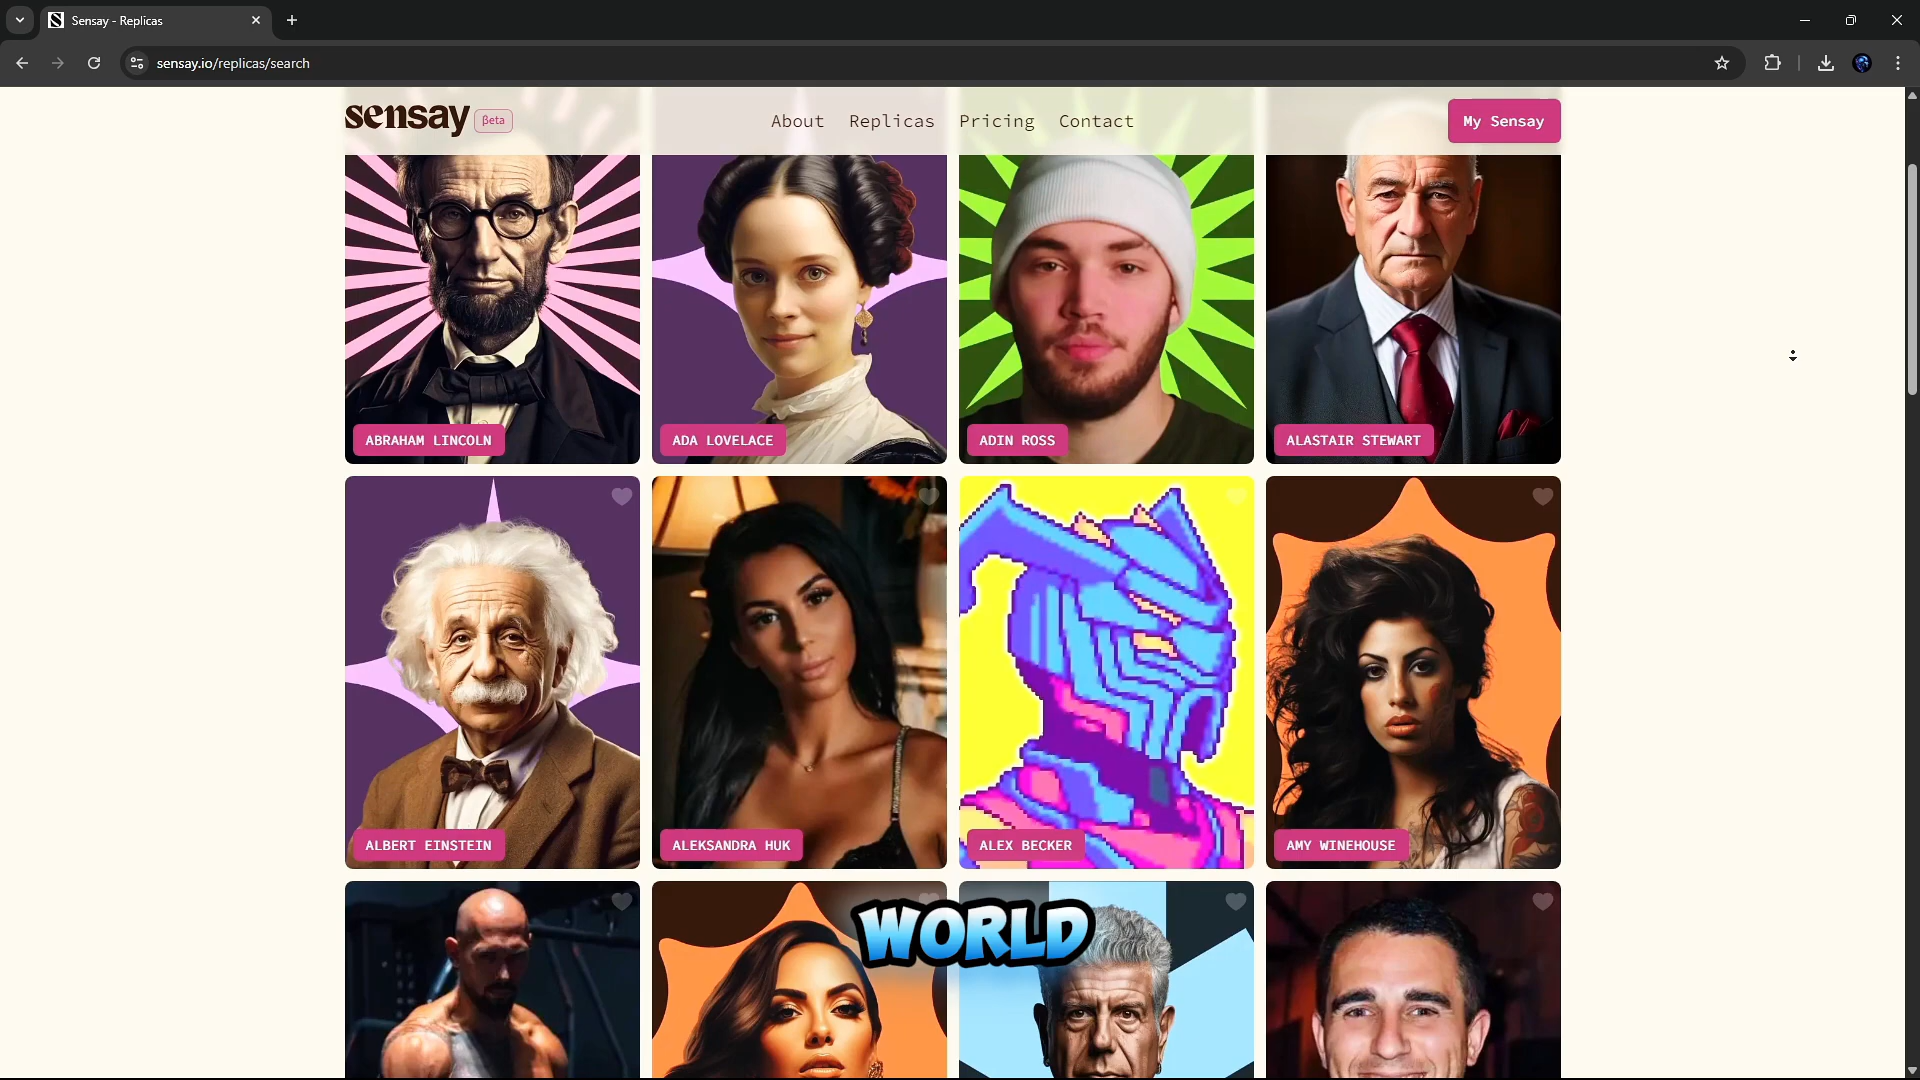 Sensay - Replicas
sensay.io/replicas/search
sensay βeta
About Replicas Pricing Contact
My Sensay
ABRAHAM LINCOLN
ADA LOVELACE
ADIN ROSS
ALASTAIR STEWART
ALBERT EINSTEIN
ALEKSANDRA HUK
ALEX BECKER
AMY WINEHOUSE
WORLD